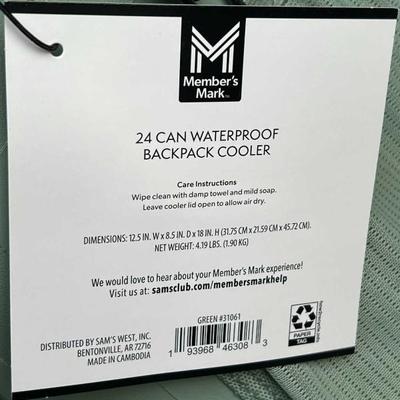 Member's
Mark™
24 CAN WATERPROOF
BACKPACK COOLER
Care Instructions
Wipe clean with damp towel and mild soap.
Leave cooler lid open to allow air dry.
DIMENSIONS: 12.5 IN. W x 8.5 IN. D x 18 IN. H (31.75 CM x 21.59 CM x 45.72 CM).
NET WEIGHT: 4.19 LBS. (1.90 KG)
We would love to hear about your Member's Mark experience!
Visit us at: samsclub.com/membersmarkhelp
GREEN #31061
DISTRIBUTED BY SAM'S WEST, INC.
BENTONVILLE, AR 72716
MADE IN CAMBODIA
1 93968 46308 3
PAPER
TAG